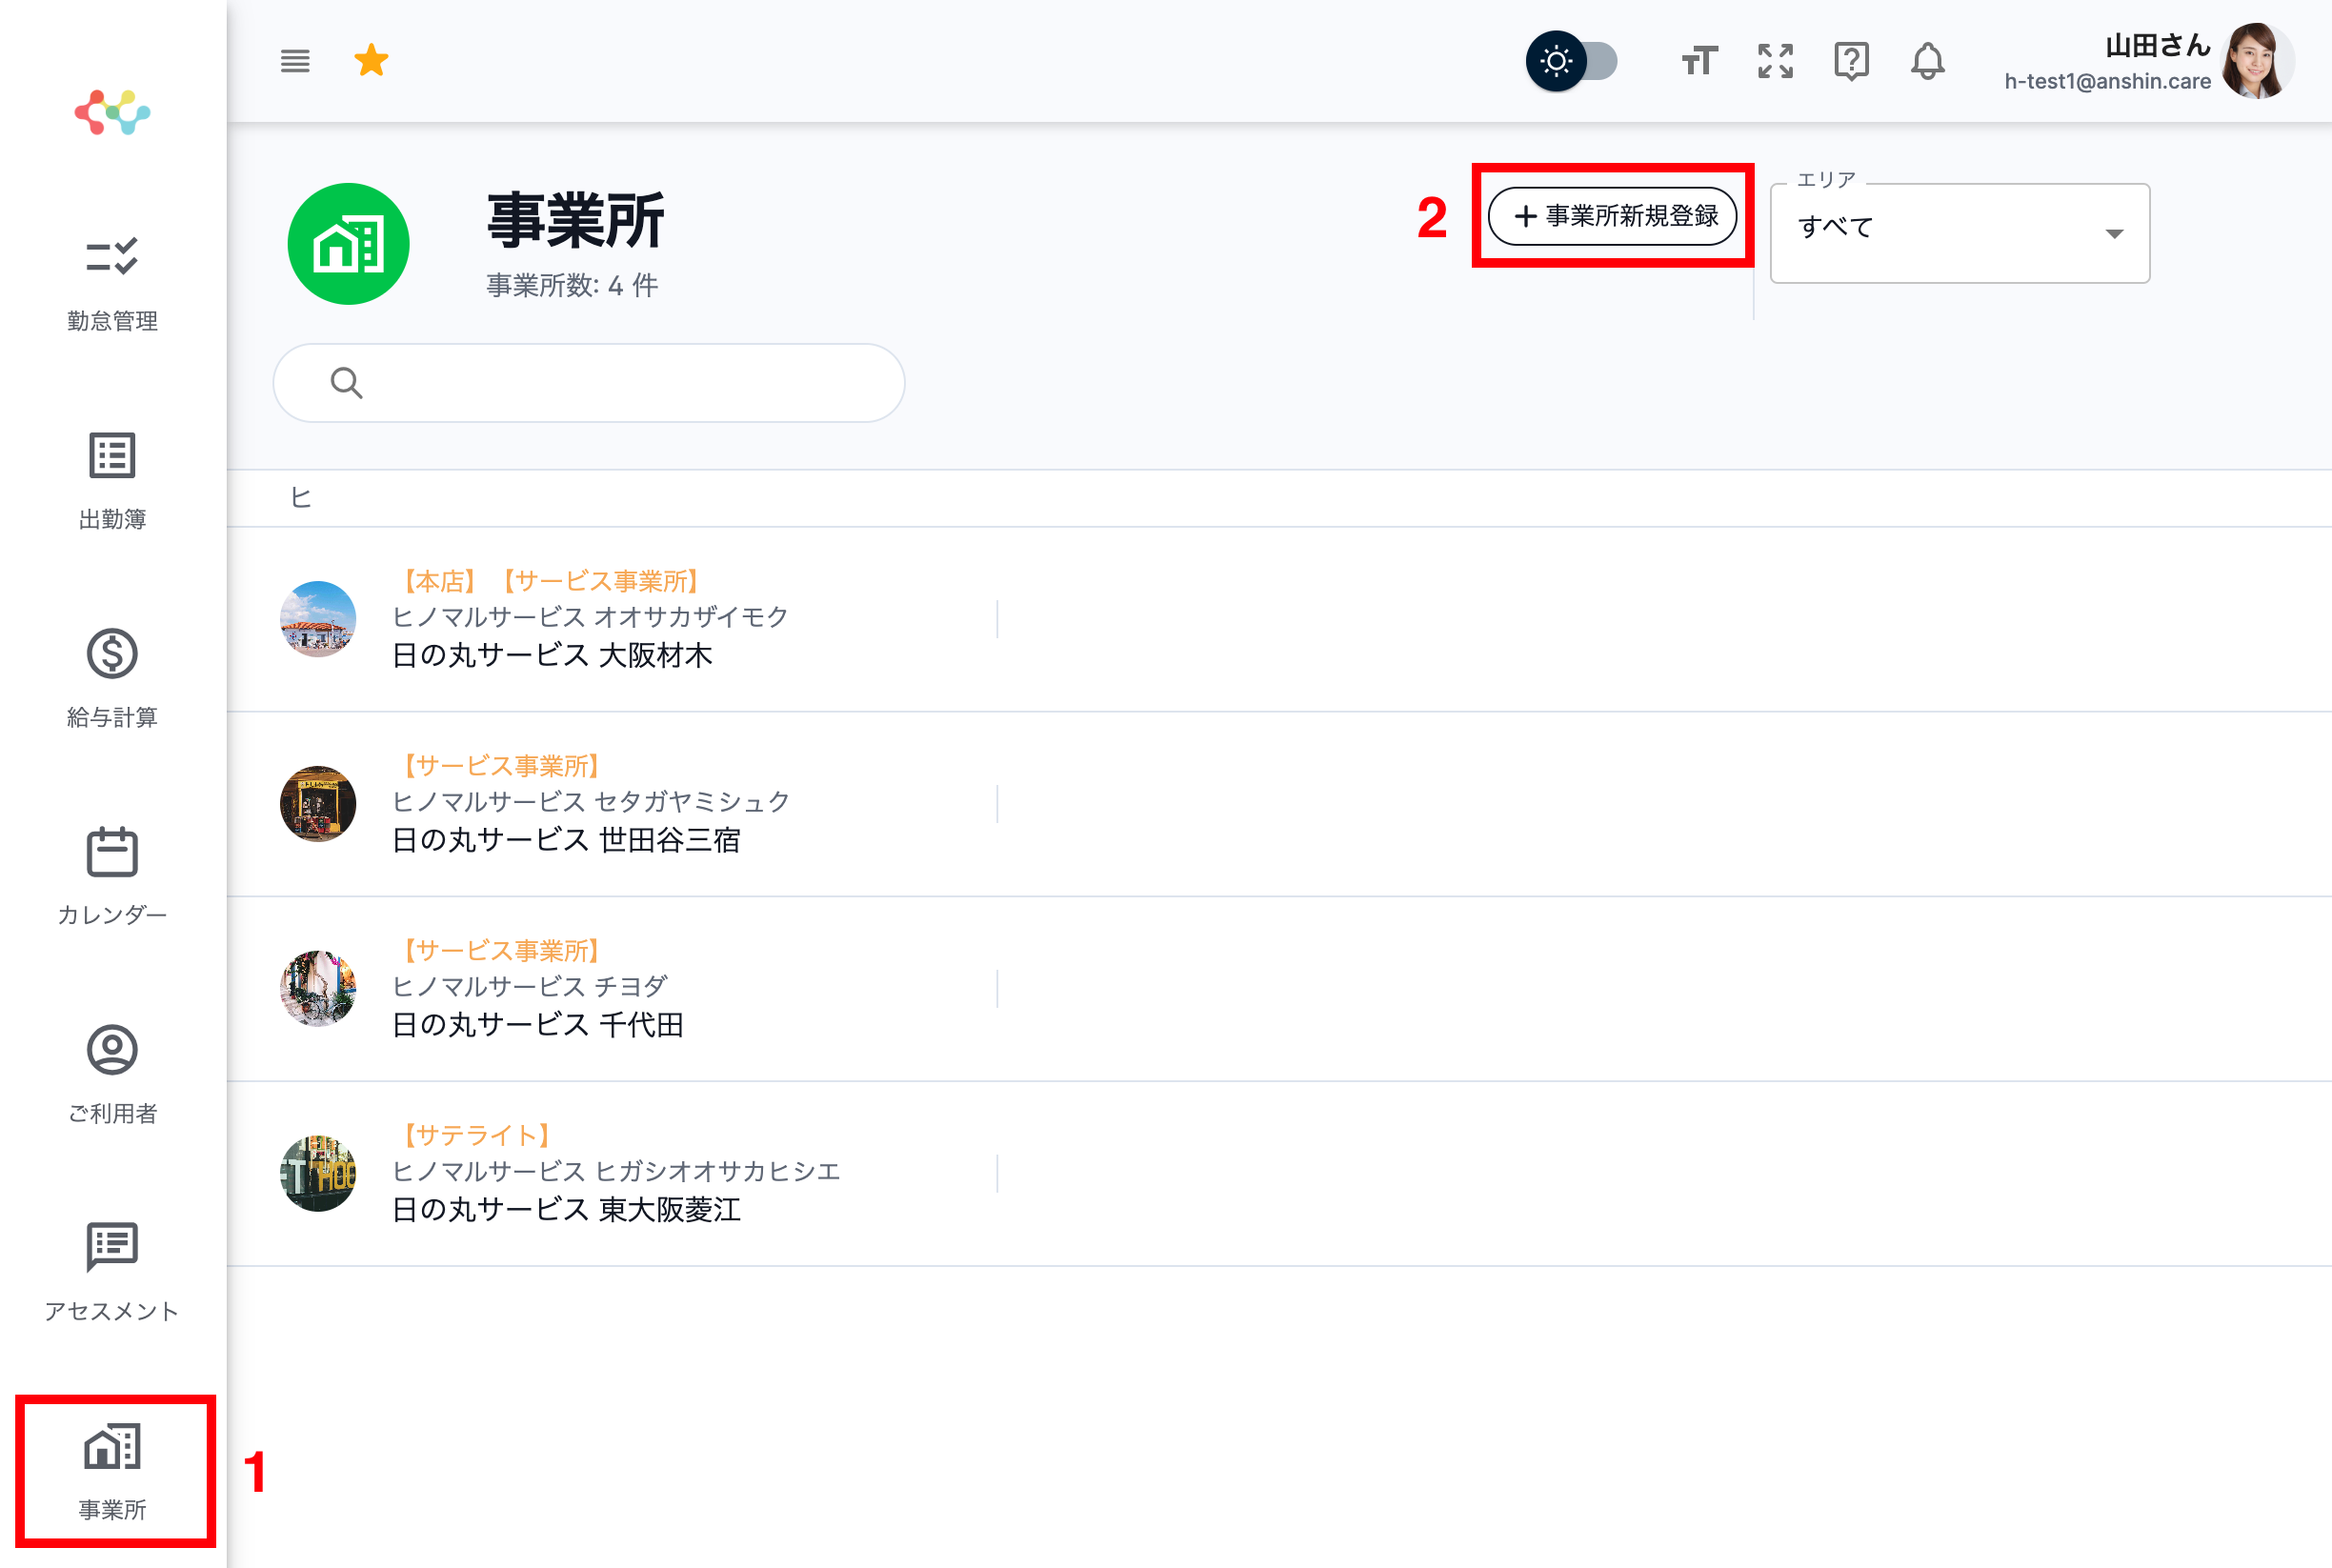 山田さん
h-test1@anshin.care
勤怠管理
出勤簿
給与計算
カレンダー
ご利用者
アセスメント
事業所
1
事業所
事業所数: 4 件
2
事業所新規登録
エリア
すべて
ヒ
【本店】【サービス事業所】
ヒノマルサービス オオサカザイモク
日の丸サービス 大阪材木
【サービス事業所】
ヒノマルサービス セタガヤミシュク
日の丸サービス 世田谷三宿
【サービス事業所】
ヒノマルサービス チヨダ
日の丸サービス 千代田
【サテライト】
ヒノマルサービス ヒガシオオサカヒシエ
日の丸サービス 東大阪菱江